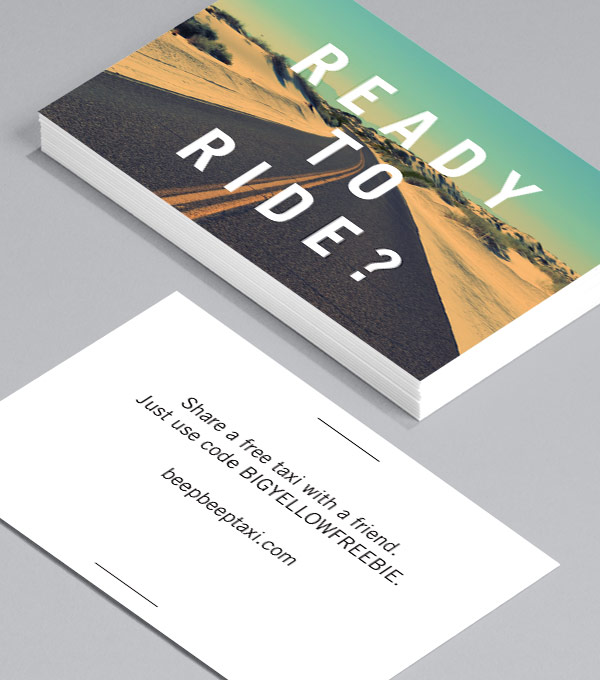 READY
TO
RIDE?
Share a free taxi with a friend.
Just use code BIGYELLOWFREEBIE.
beepbeeptaxi.com